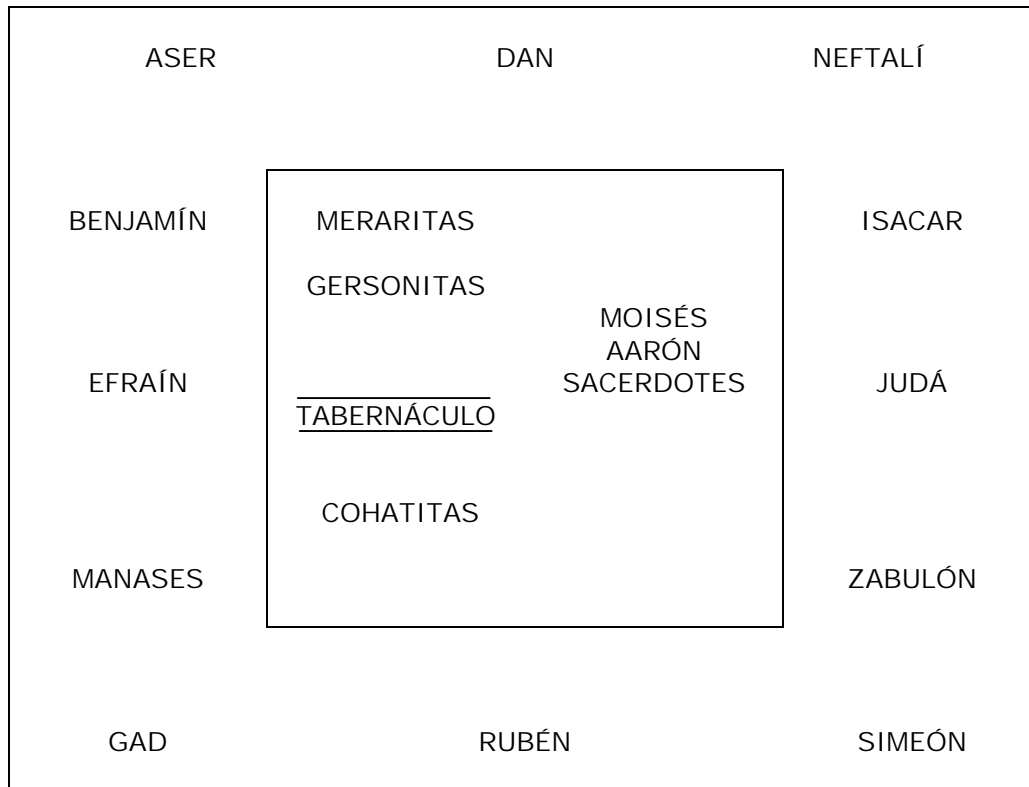 ASER DAN NEFTALÍ
BENJAMÍN MERARITAS ISACAR
GERSONITAS
MOISÉS
AARÓN
EFRAÍN SACERDOTES JUDÁ
TABERNÁCULO
COHATITAS
MANASES ZABULÓN
GAD RUBÉN SIMEÓN